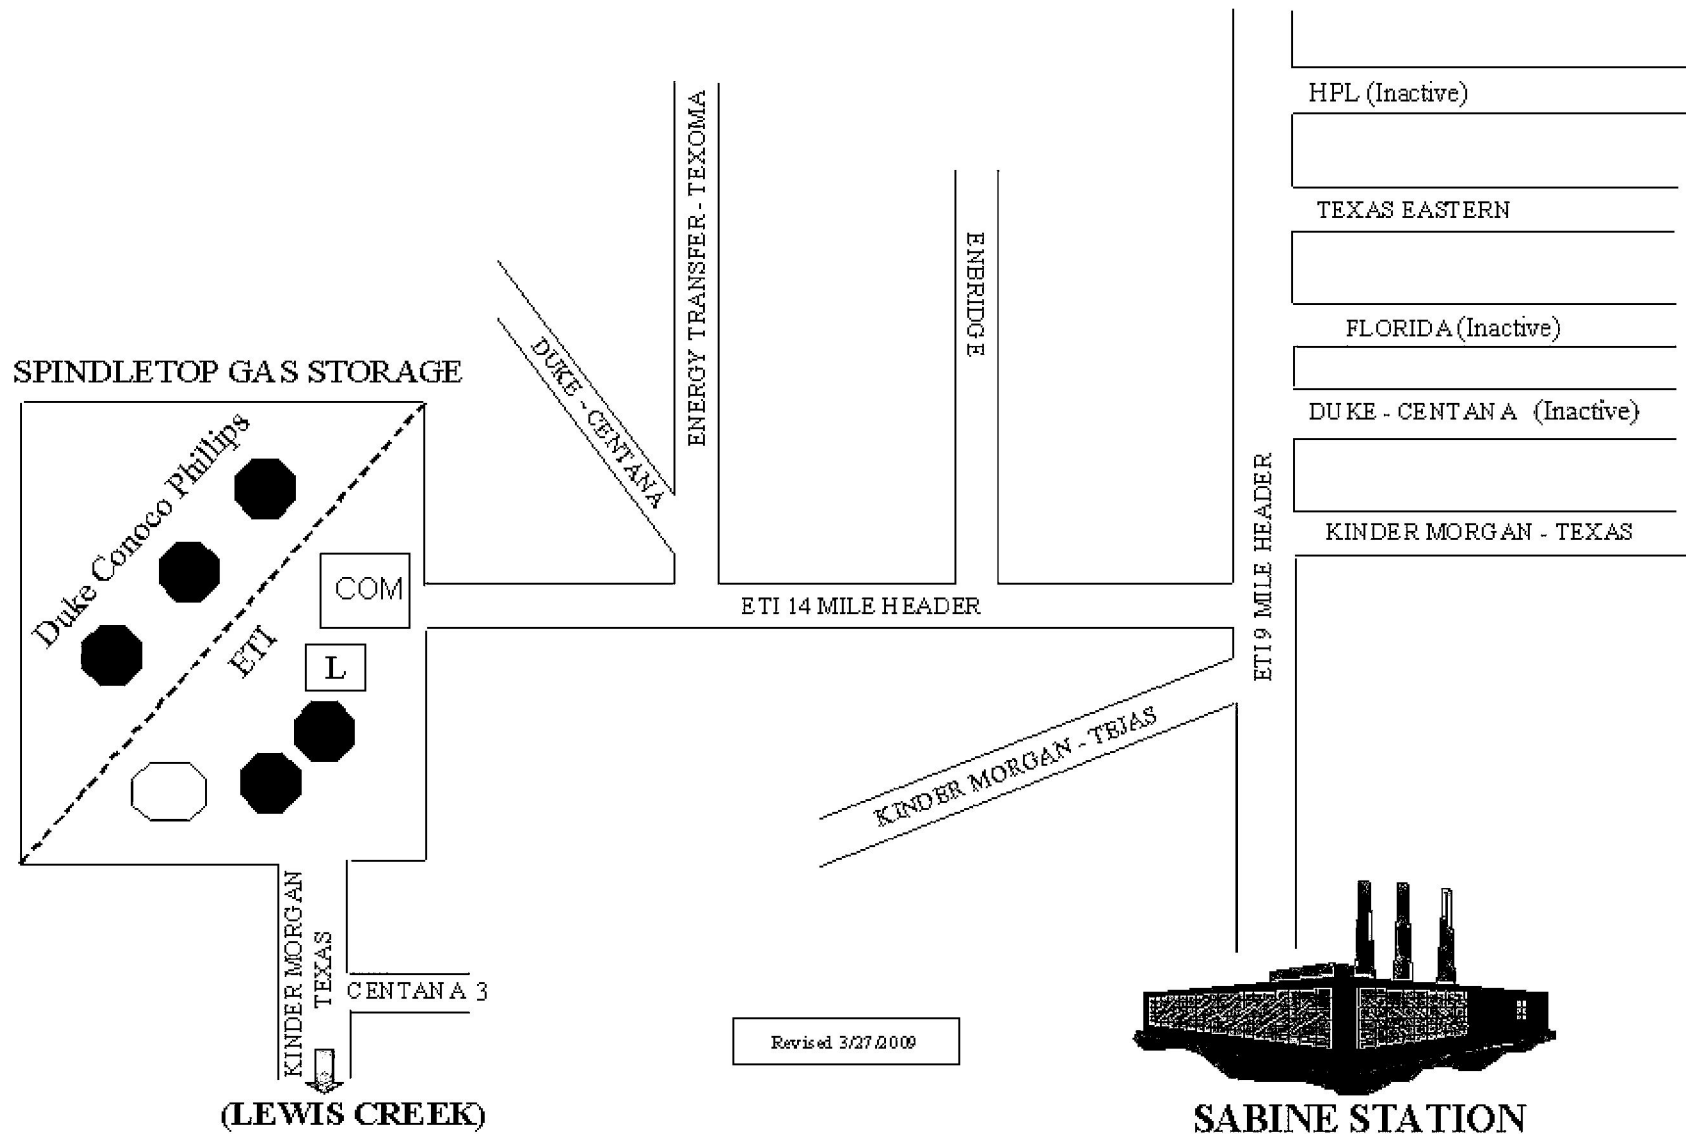 HPL (Inactive)
TEXAS EASTERN
FLORIDA (Inactive)
DUKE - CENTANA (Inactive)
KINDER MORGAN - TEXAS
ENERGY TRANSFER - TEXOMA
ENBRIDGE
DUKE - CENTANA
SPINDLETOP GAS STORAGE
Duke Conoco Phillips
ETI
COM
L
ETI 14 MILE HEADER
ETI 9 MILE HEADER
KINDER MORGAN - TEJAS
KINDER MORGAN
TEXAS
CENTANA 3
Revised 3/27/2009
(LEWIS CREEK)
SABINE STATION